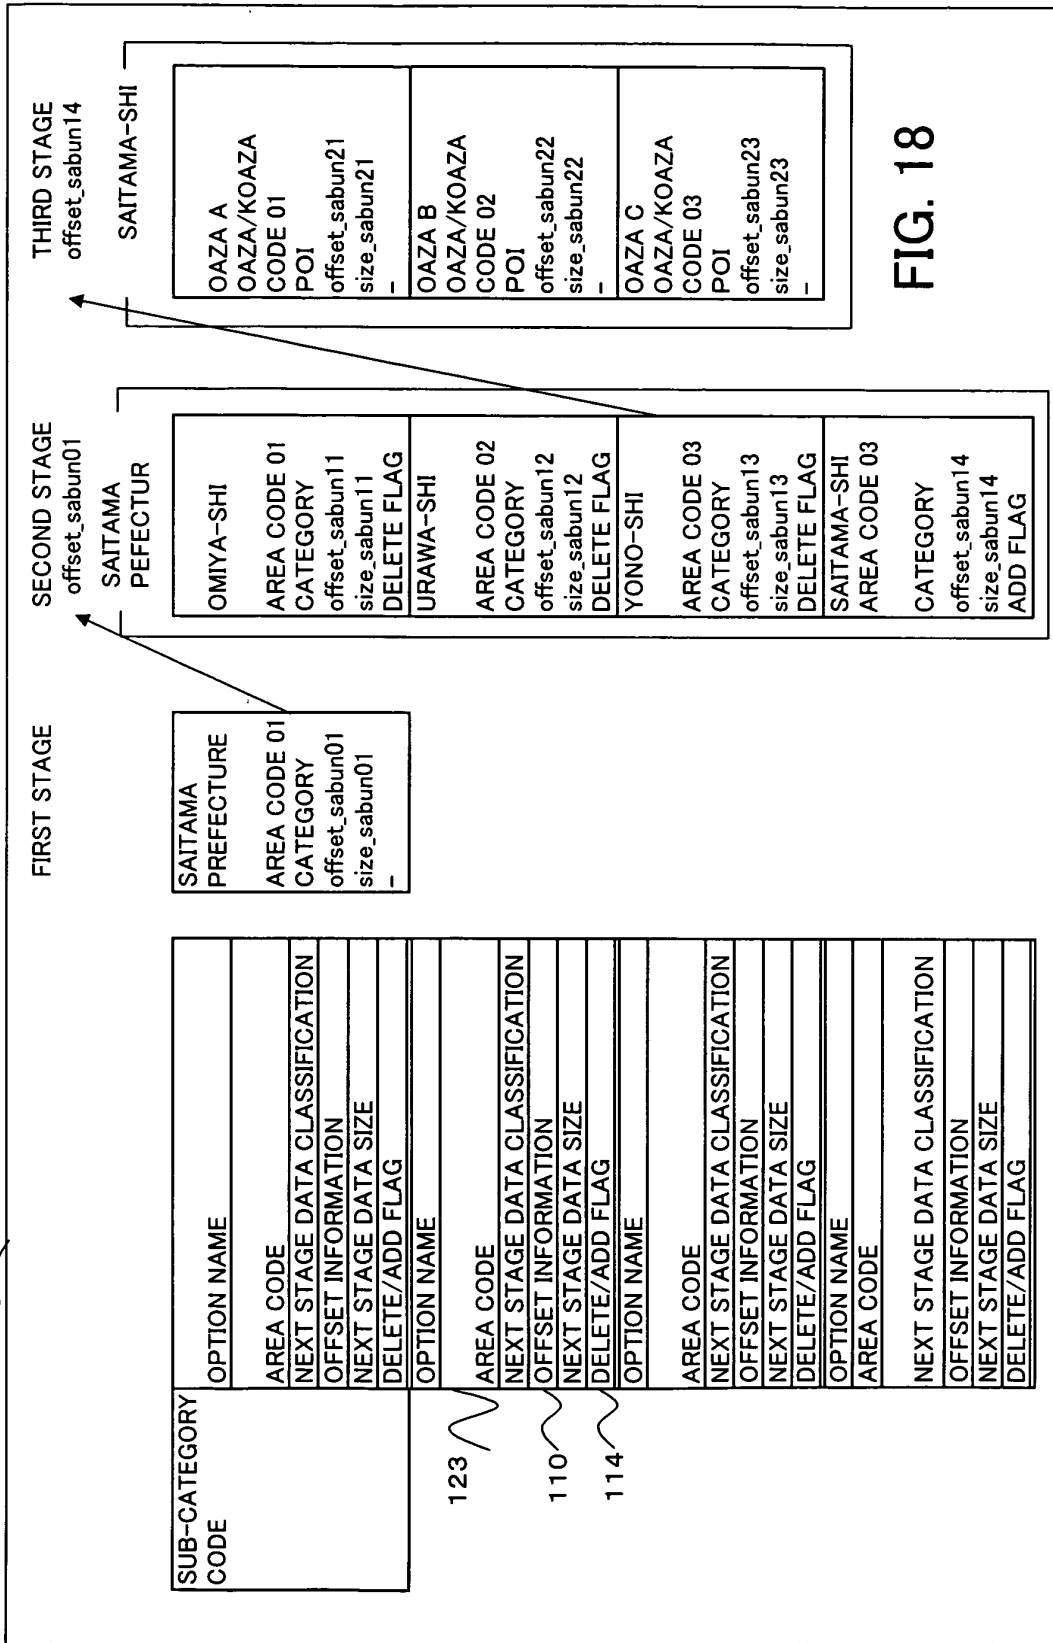 FIRST STAGE
SECOND STAGE
offset_sabun01
THIRD STAGE
offset_sabun14
SUB-CATEGORY
CODE
OPTION NAME
AREA CODE
NEXT STAGE DATA CLASSIFICATION
OFFSET INFORMATION
NEXT STAGE DATA SIZE
DELETE/ADD FLAG
OPTION NAME
AREA CODE
NEXT STAGE DATA CLASSIFICATION
OFFSET INFORMATION
NEXT STAGE DATA SIZE
DELETE/ADD FLAG
OPTION NAME
AREA CODE
NEXT STAGE DATA CLASSIFICATION
OFFSET INFORMATION
NEXT STAGE DATA SIZE
DELETE/ADD FLAG
OPTION NAME
AREA CODE
NEXT STAGE DATA CLASSIFICATION
OFFSET INFORMATION
NEXT STAGE DATA SIZE
DELETE/ADD FLAG
123
110
114
SAITAMA
PREFECTURE
AREA CODE 01
CATEGORY
offset_sabun01
size_sabun01
-
SAITAMA
PEFECTUR
OMIYA-SHI
AREA CODE 01
CATEGORY
offset_sabun11
size_sabun11
DELETE FLAG
URAWA-SHI
AREA CODE 02
CATEGORY
offset_sabun12
size_sabun12
DELETE FLAG
YONO-SHI
AREA CODE 03
CATEGORY
offset_sabun13
size_sabun13
DELETE FLAG
SAITAMA-SHI
AREA CODE 03
CATEGORY
offset_sabun14
size_sabun14
ADD FLAG
SAITAMA-SHI
OAZA A
OAZA/KOAZA
CODE 01
POI
offset_sabun21
size_sabun21
-
OAZA B
OAZA/KOAZA
CODE 02
POI
offset_sabun22
size_sabun22
-
OAZA C
OAZA/KOAZA
CODE 03
POI
offset_sabun23
size_sabun23
-
FIG. 18